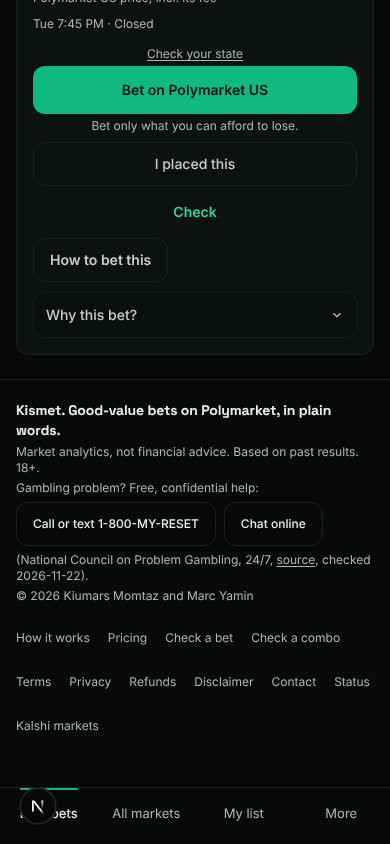 Tue 7:45 PM · Closed
Check your state
Bet on Polymarket US
Bet only what you can afford to lose.
I placed this
Check
How to bet this
Why this bet?
Kismet. Good-value bets on Polymarket, in plain
words.
Market analytics, not financial advice. Based on past results.
18+.
Gambling problem? Free, confidential help:
Call or text 1-800-MY-RESET
Chat online
(National Council on Problem Gambling, 24/7, source, checked
2026-11-22).
© 2026 Kiumars Momtaz and Marc Yamin
How it works Pricing Check a bet Check a combo
Terms Privacy Refunds Disclaimer Contact Status
Kalshi markets
N bets All markets My list More